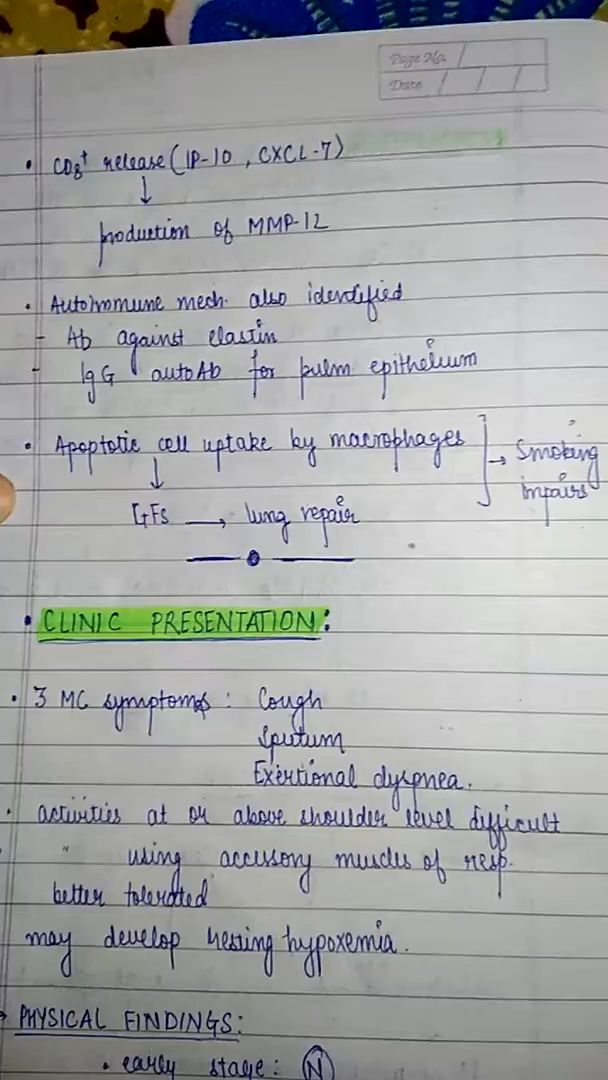 Page No.
Date
• CD8+ release (IP-10, CXCL-7)
↓
production of MMP-12
• Autoimmune mech. also identified
- Ab against elastin
- IgG autoAb for pulm epithelium
• Apoptotic cell uptake by macrophages
→ Smoking impairs
↓
GFs → lung repair
• CLINIC PRESENTATION:
• 3 MC symptoms: Cough
Sputum
Exertional dyspnea.
• activities at or above shoulder level difficult
" using accessory muscles of resp.
better tolerated
may develop resting hypoxemia.
→ PHYSICAL FINDINGS:
• early stage: N